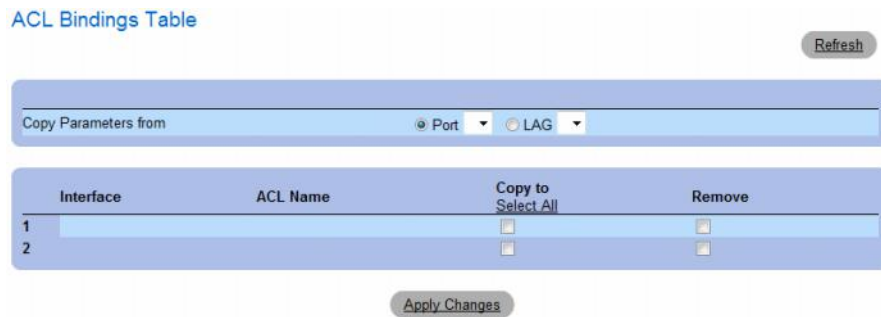 ACL Bindings Table
Refresh
Copy Parameters from Port LAG
Interface ACL Name Copy to Select All Remove
1
2
Apply Changes